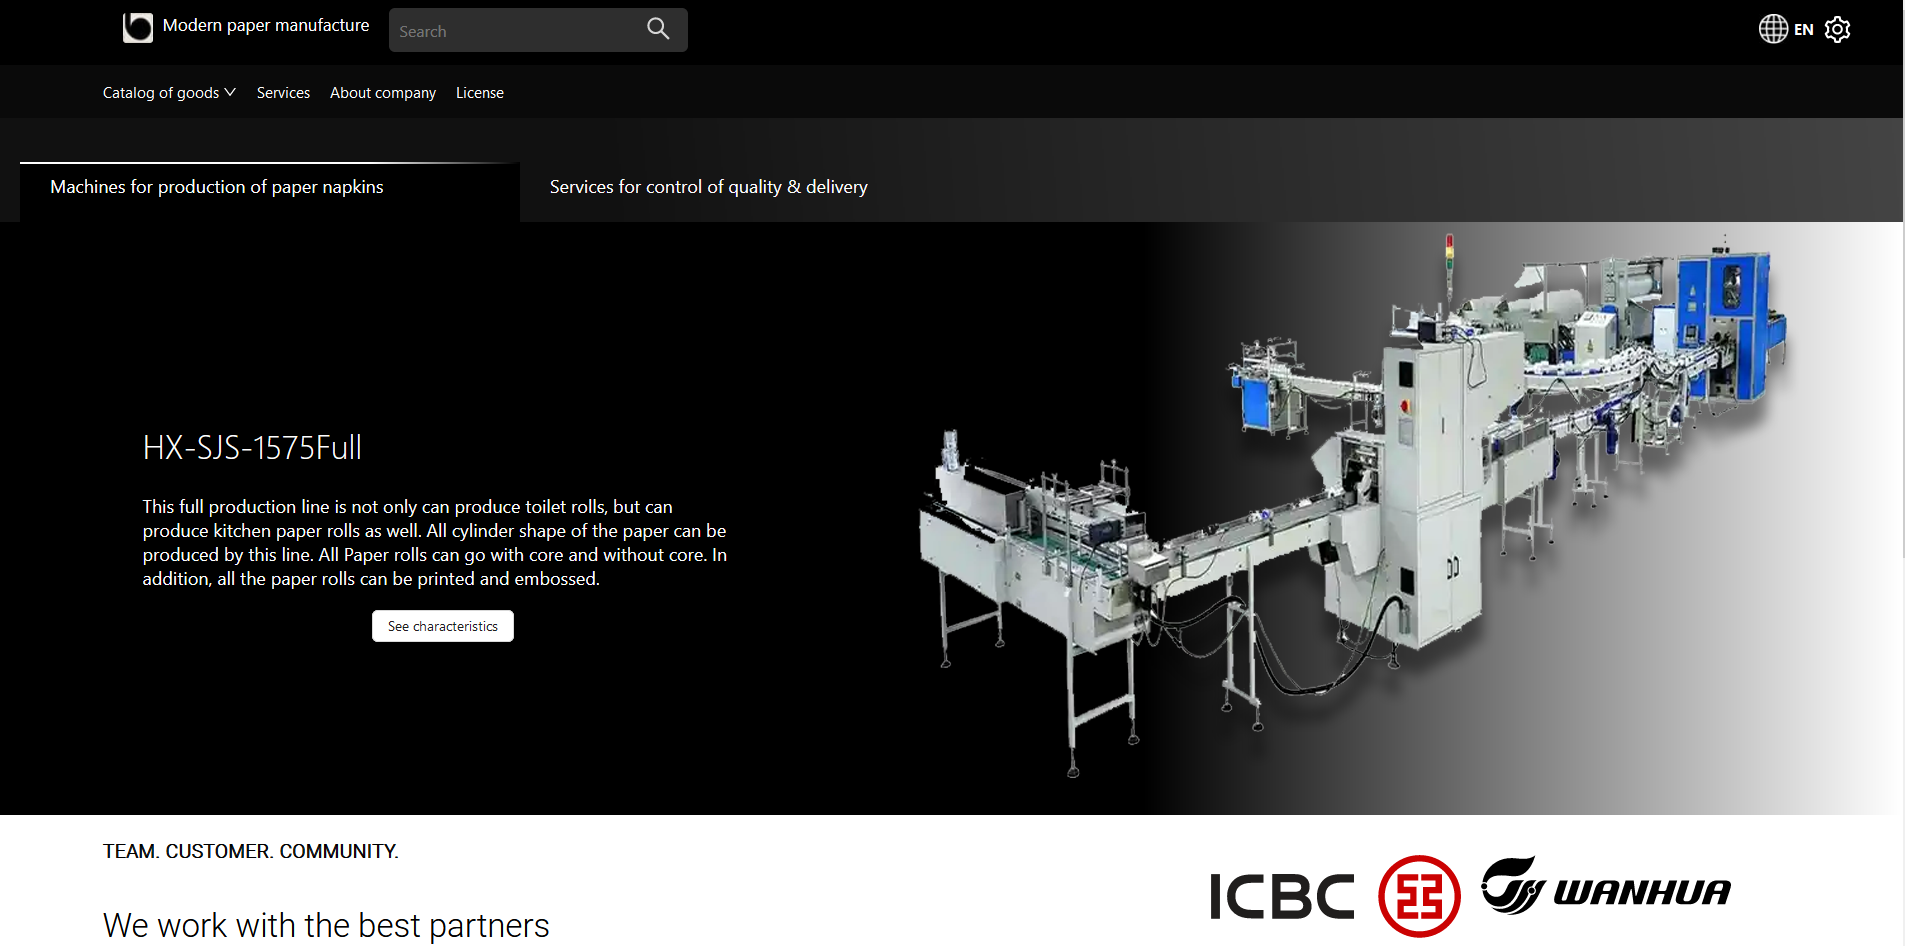 Modern paper manufacture
Search
EN
Catalog of goods
Services
About company
License
Machines for production of paper napkins
Services for control of quality & delivery
HX-SJS-1575Full
This full production line is not only can produce toilet rolls, but can
produce kitchen paper rolls as well. All cylinder shape of the paper can be
produced by this line. All Paper rolls can go with core and without core. In
addition, all the paper rolls can be printed and embossed.
See characteristics
TEAM. CUSTOMER. COMMUNITY.
We work with the best partners
ICBC
WANHUA